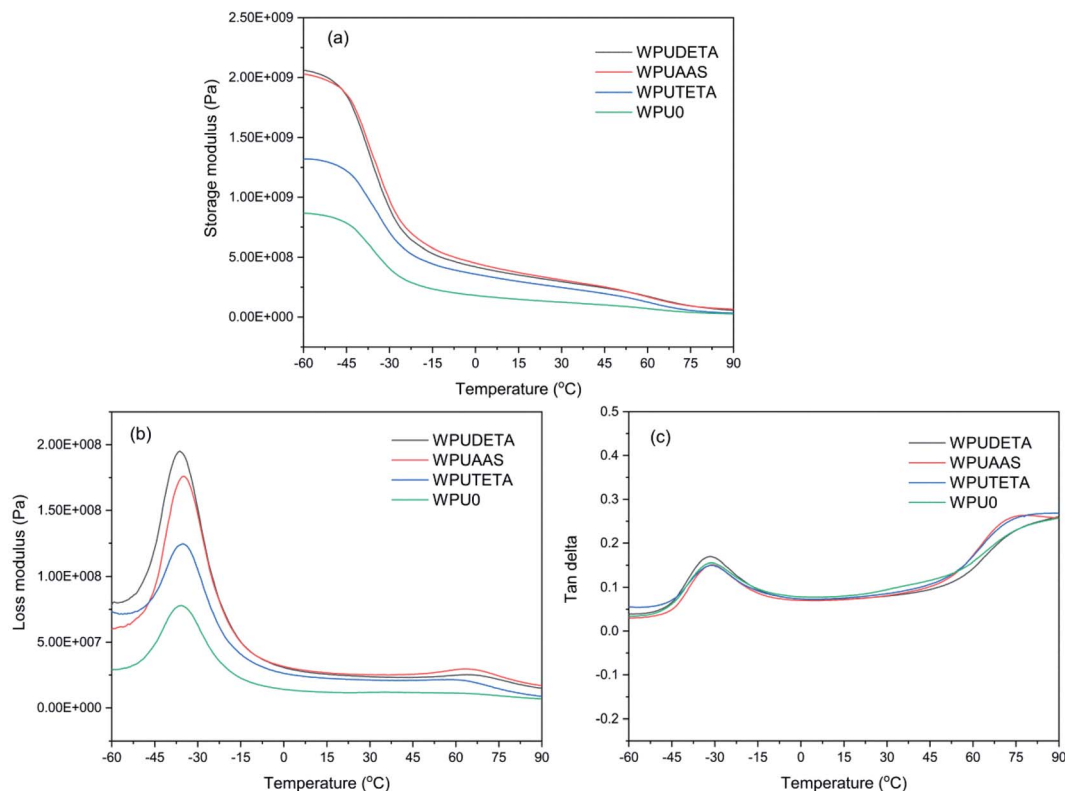 (a)
WPUDETA
WPUAAS
WPUTETA
WPU0
Storage modulus (Pa)
2.50E+009
2.00E+009
1.50E+009
1.00E+009
5.00E+008
0.00E+000
-60 -45 -30 -15 0 15 30 45 60 75 90
Temperature (°C)
(b)
WPUDETA
WPUAAS
WPUTETA
WPU0
Loss modulus (Pa)
2.00E+008
1.50E+008
1.00E+008
5.00E+007
0.00E+000
-60 -45 -30 -15 0 15 30 45 60 75 90
Temperature (°C)
(c)
WPUDETA
WPUAAS
WPUTETA
WPU0
Tan delta
0.5
0.4
0.3
0.2
0.1
0.0
-0.1
-0.2
-60 -45 -30 -15 0 15 30 45 60 75 90
Temperature (°C)